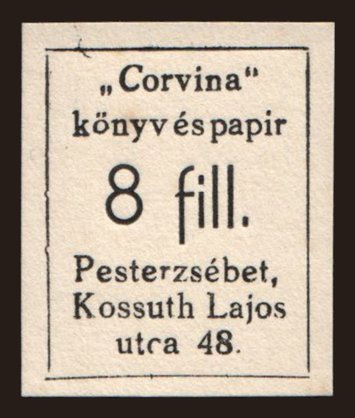 „Corvina“
könyv és papir
8 fill.
Pesterzsébet,
Kossuth Lajos
utca 48.